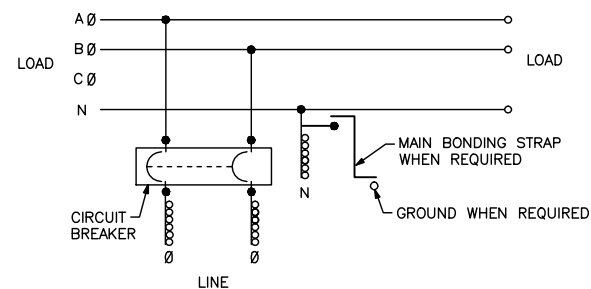 A Ø
B Ø
LOAD
LOAD
C Ø
N
MAIN BONDING STRAP
WHEN REQUIRED
N
CIRCUIT
BREAKER
GROUND WHEN REQUIRED
Ø
Ø
LINE